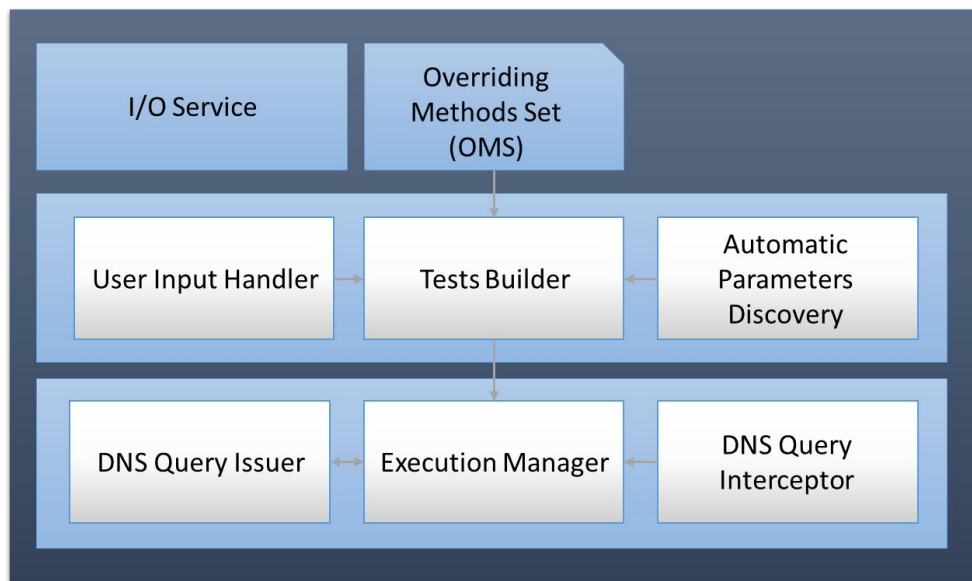 I/O Service
Overriding
Methods Set
(OMS)
User Input Handler
Tests Builder
Automatic
Parameters
Discovery
DNS Query Issuer
Execution Manager
DNS Query
Interceptor